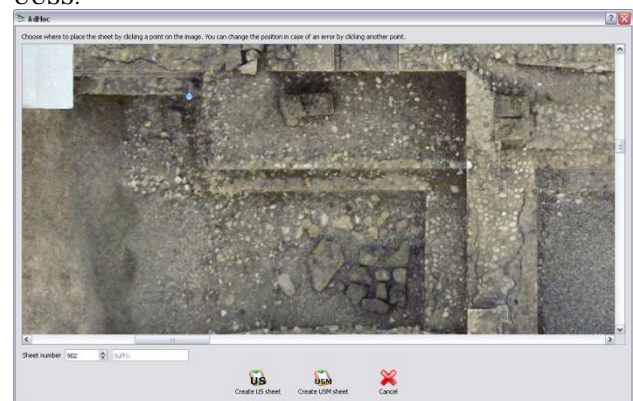 UUSS.
AdHoc
Choose where to place the sheet by clicking a point on the image. You can change the position in case of an error by clicking another point.
Sheet number 902 Suffix
US USM
Create US sheet Create USM sheet Cancel